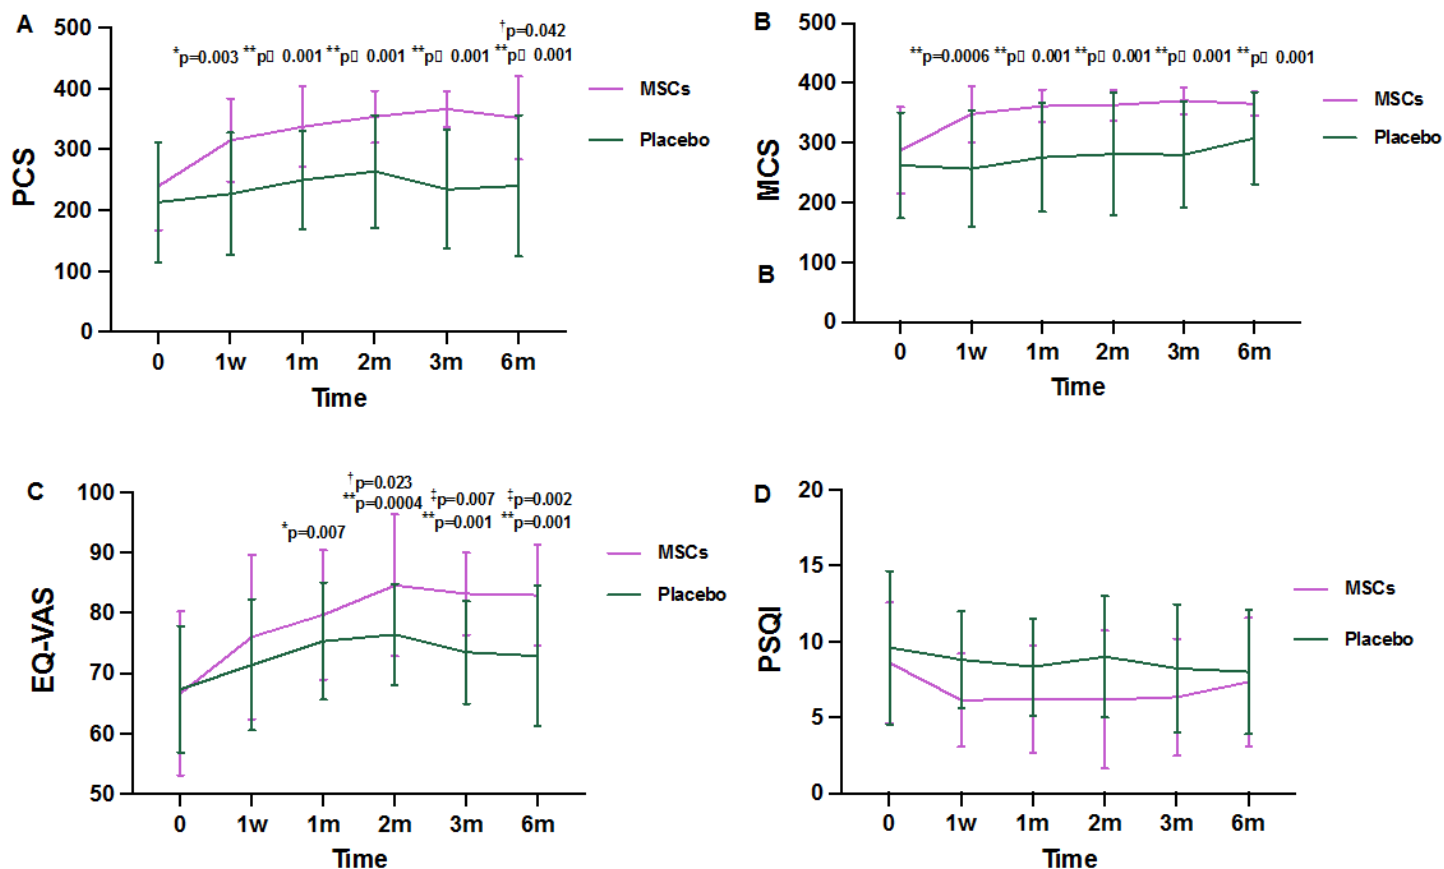 A
500
400
300
200
100
0
PCS
†p=0.042
*p=0.003 **p▯ 0.001 **p▯ 0.001 **p▯ 0.001 **p▯ 0.001
MSCs
Placebo
0 1w 1m 2m 3m 6m
Time
B
500
400
300
200
100
0
MCS
B
**p=0.0006 **p▯ 0.001 **p▯ 0.001 **p▯ 0.001 **p▯ 0.001
MSCs
Placebo
0 1w 1m 2m 3m 6m
Time
C
100
90
80
70
60
50
EQ-VAS
†p=0.023
*p=0.007 **p=0.0004 ‡p=0.007 ‡p=0.002
**p=0.001 **p=0.001
MSCs
Placebo
0 1w 1m 2m 3m 6m
Time
D
20
15
10
5
0
PSQI
MSCs
Placebo
0 1w 1m 2m 3m 6m
Time